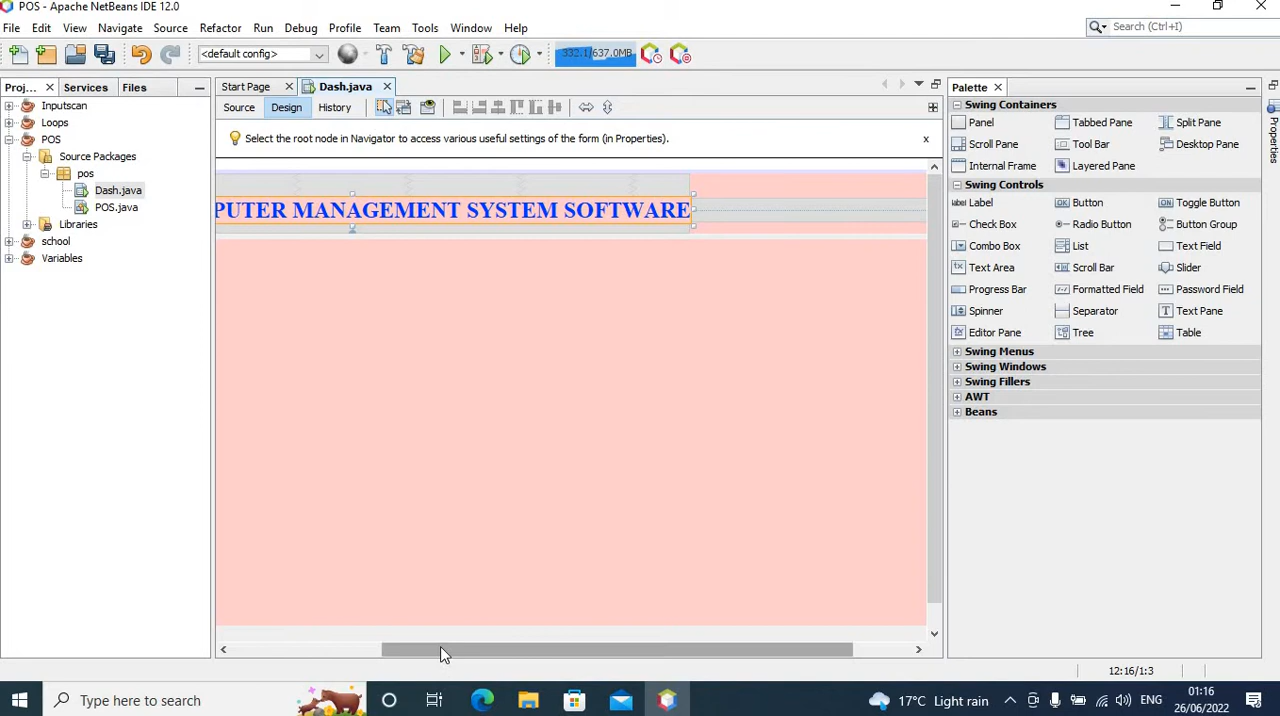 POS - Apache NetBeans IDE 12.0
File Edit View Navigate Source Refactor Run Debug Profile Team Tools Window Help
Search (Ctrl+I)
<default config>
332.1/637.0MB
Proj... Services Files
Start Page Dash.java
Palette
Source Design History
Select the root node in Navigator to access various useful settings of the form (in Properties).
Inputscan
Loops
POS
Source Packages
pos
Dash.java
POS.java
Libraries
school
Variables
PUTER MANAGEMENT SYSTEM SOFTWARE
Swing Containers
Panel Tabbed Pane Split Pane
Scroll Pane Tool Bar Desktop Pane
Internal Frame Layered Pane
Swing Controls
Label Button Toggle Button
Check Box Radio Button Button Group
Combo Box List Text Field
Text Area Scroll Bar Slider
Progress Bar Formatted Field Password Field
Spinner Separator Text Pane
Editor Pane Tree Table
Swing Menus
Swing Windows
Swing Fillers
AWT
Beans
Properties
12:16/1:3
Type here to search
17°C Light rain
ENG
01:16
26/06/2022